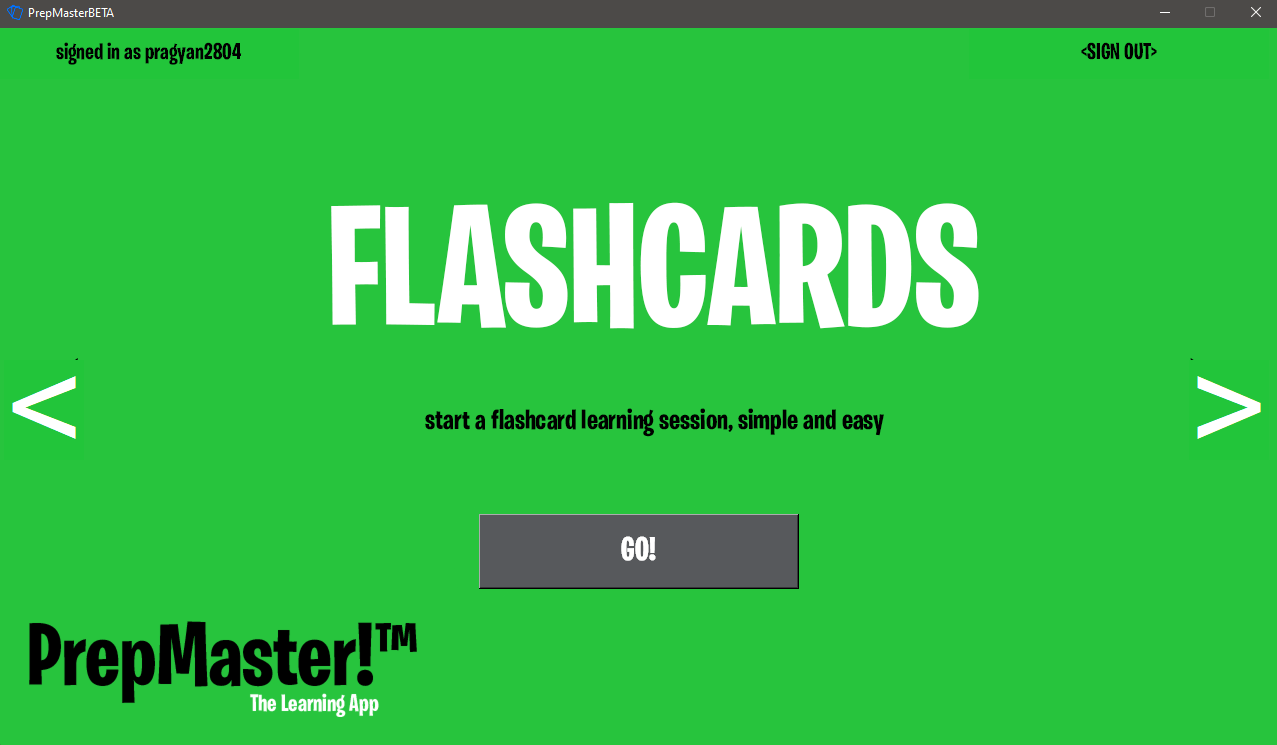 PrepMasterBETA
signed in as pragyan2804
<SIGN OUT>
FLASHCARDS
<
>
start a flashcard learning session, simple and easy
GO!
PrepMaster!™
The Learning App